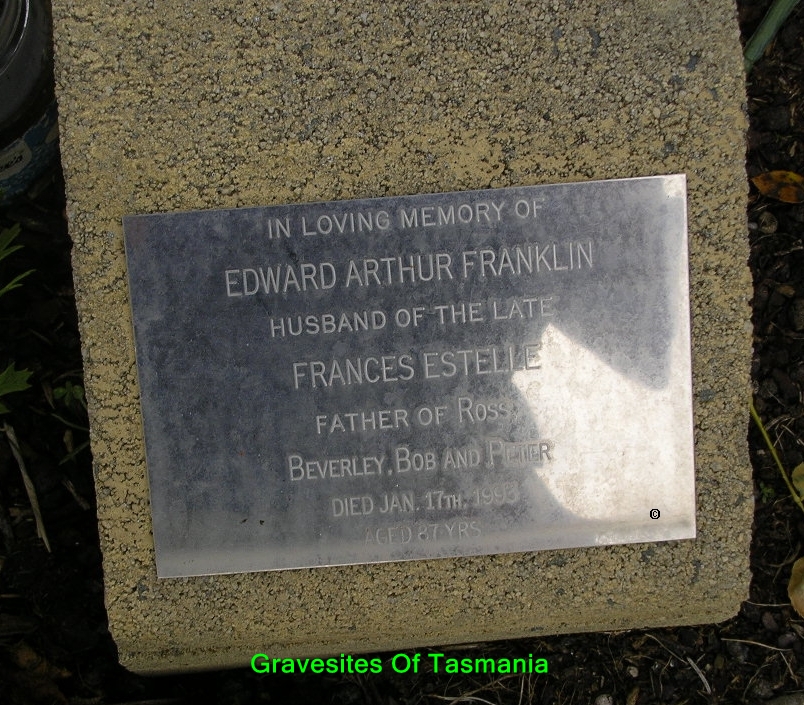 IN LOVING MEMORY OF
EDWARD ARTHUR FRANKLIN
HUSBAND OF THE LATE
FRANCES ESTELLE
FATHER OF ROSS,
BEVERLEY, BOB AND PETER
DIED JAN. 17TH. 1993
AGED 87 YRS
©
Gravesites Of Tasmania